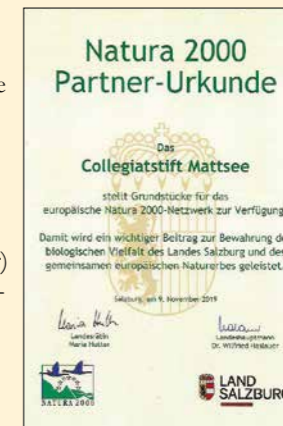 Natura 2000
Partner-Urkunde
Das
Collegiatstift Mattsee
stellt Grundstücke für das
europäische Natura 2000-Netzwerk zur Verfügung
Damit wird ein wichtiger Beitrag zur Bewahrung de
biologischen Vielfalt des Landes Salzburg und des
gemeinsamen europäischen Naturerbes geleistet.
Salzburg, am 9. November 2019
Landesrätin
Maria Hutter
Landeshauptmann
Dr. Wilfried Haslauer
NATURA 2000
LAND
SALZBURG